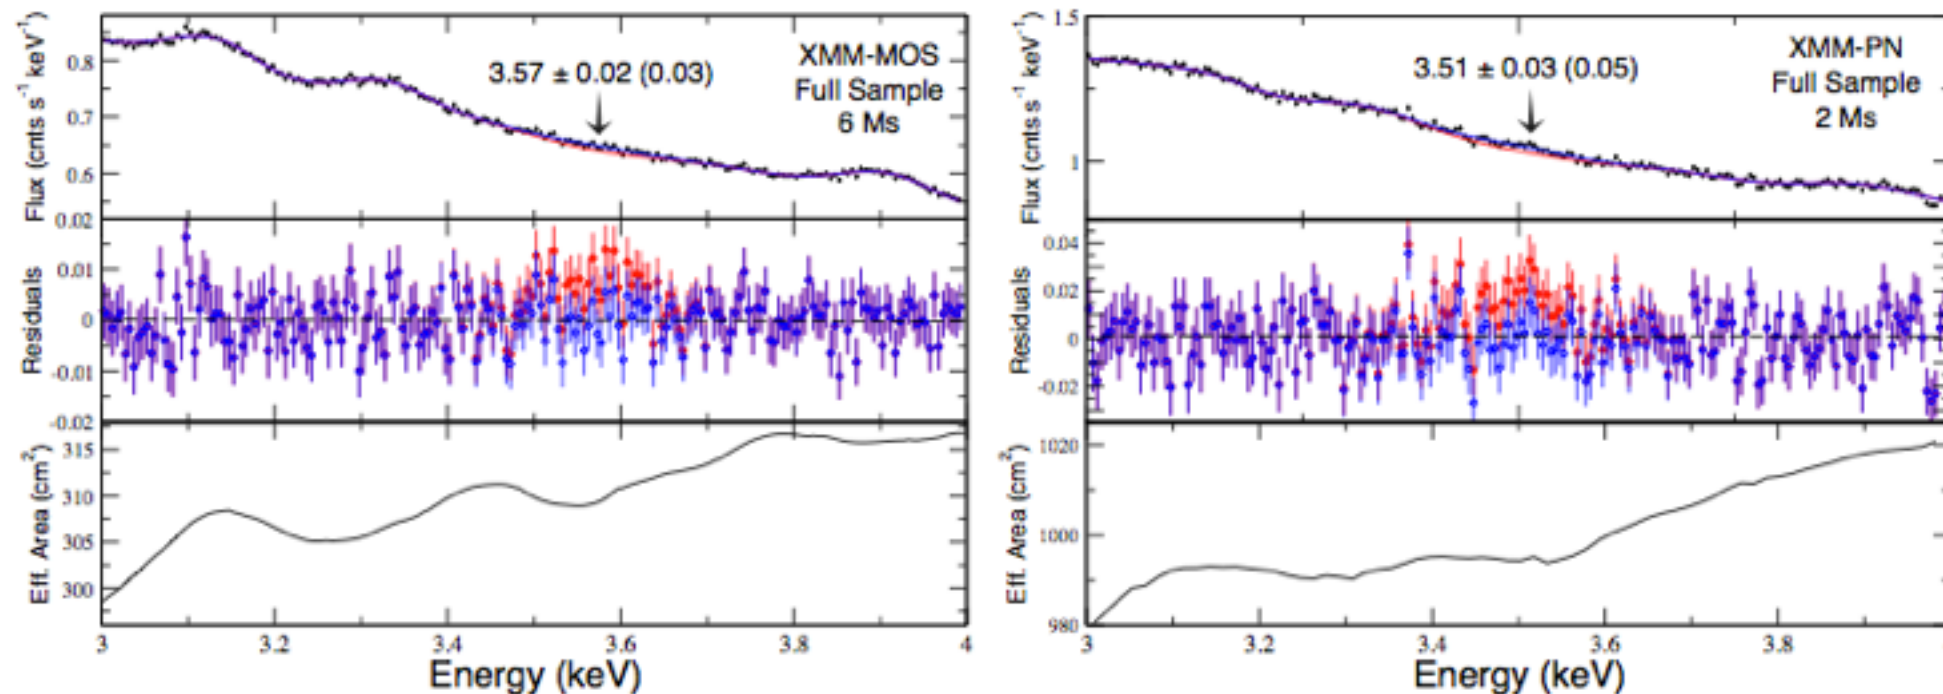 Flux (cnts s⁻¹ keV⁻¹)
0.8
0.7
0.6
3.57 ± 0.02 (0.03)
XMM-MOS
Full Sample
6 Ms
Residuals
0.02
0.01
0
-0.01
-0.02
Eff. Area (cm²)
315
310
305
300
3
3.2
3.4
3.6
3.8
4
Energy (keV)
Flux (cnts s⁻¹ keV⁻¹)
1.5
1
3.51 ± 0.03 (0.05)
XMM-PN
Full Sample
2 Ms
Residuals
0.04
0.02
0
-0.02
Eff. Area (cm²)
1020
1000
980
3
3.2
3.4
3.6
3.8
Energy (keV)